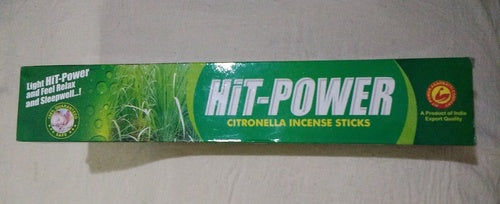 Light HiT-Power
and Feel Relax
and Sleepwell..!
HiT-POWER
CITRONELLA INCENSE STICKS
A Product of India
Export Quality